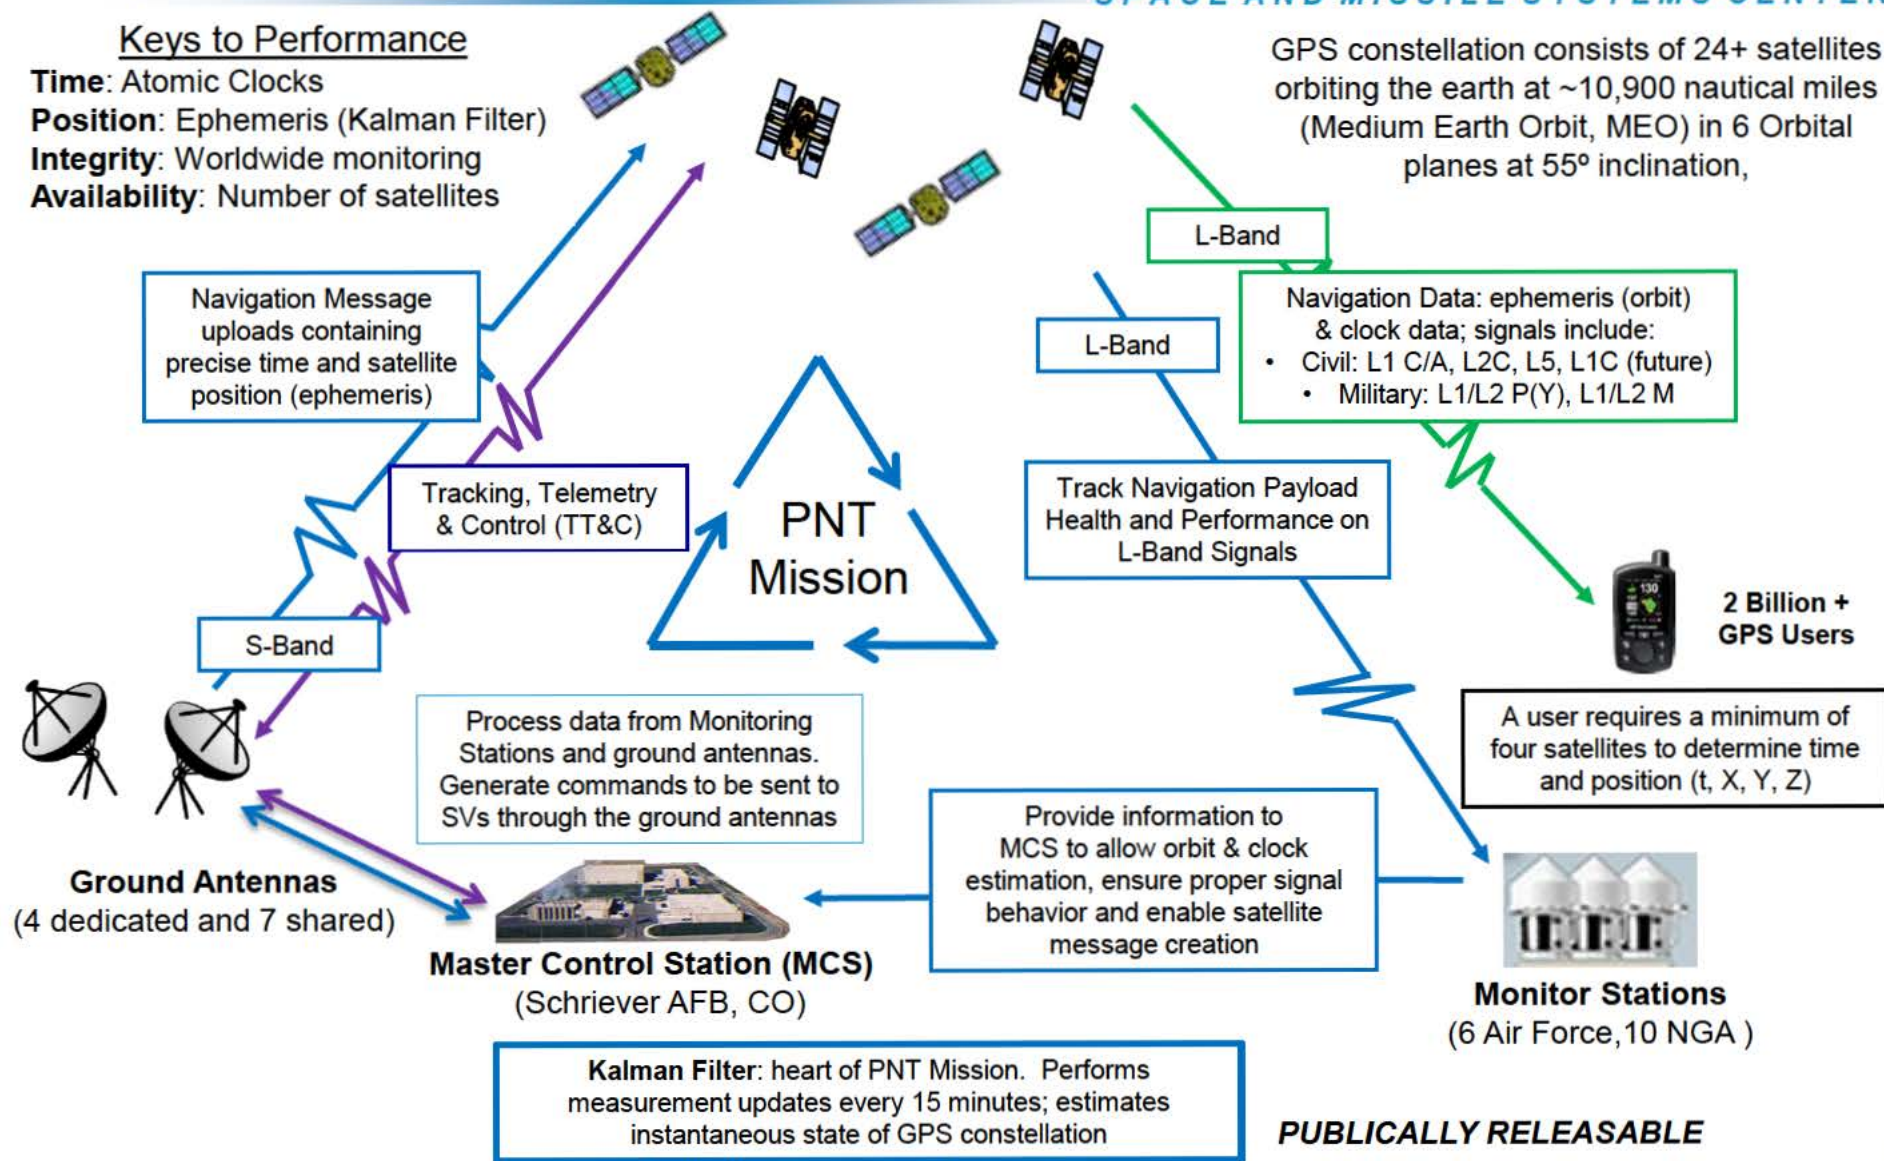 SPACE AND MISSILE SYSTEMS CENTER
Keys to Performance
Time: Atomic Clocks
Position: Ephemeris (Kalman Filter)
Integrity: Worldwide monitoring
Availability: Number of satellites
GPS constellation consists of 24+ satellites
orbiting the earth at ~10,900 nautical miles
(Medium Earth Orbit, MEO) in 6 Orbital
planes at 55º inclination,
L-Band
Navigation Message
uploads containing
precise time and satellite
position (ephemeris)
Navigation Data: ephemeris (orbit)
& clock data; signals include:
• Civil: L1 C/A, L2C, L5, L1C (future)
• Military: L1/L2 P(Y), L1/L2 M
L-Band
Tracking, Telemetry
& Control (TT&C)
PNT
Mission
Track Navigation Payload
Health and Performance on
L-Band Signals
130
2 Billion +
GPS Users
S-Band
Process data from Monitoring
Stations and ground antennas.
Generate commands to be sent to
SVs through the ground antennas
A user requires a minimum of
four satellites to determine time
and position (t, X, Y, Z)
Provide information to
MCS to allow orbit & clock
estimation, ensure proper signal
behavior and enable satellite
message creation
Ground Antennas
(4 dedicated and 7 shared)
Master Control Station (MCS)
(Schriever AFB, CO)
Monitor Stations
(6 Air Force,10 NGA )
Kalman Filter: heart of PNT Mission. Performs
measurement updates every 15 minutes; estimates
instantaneous state of GPS constellation
PUBLICALLY RELEASABLE